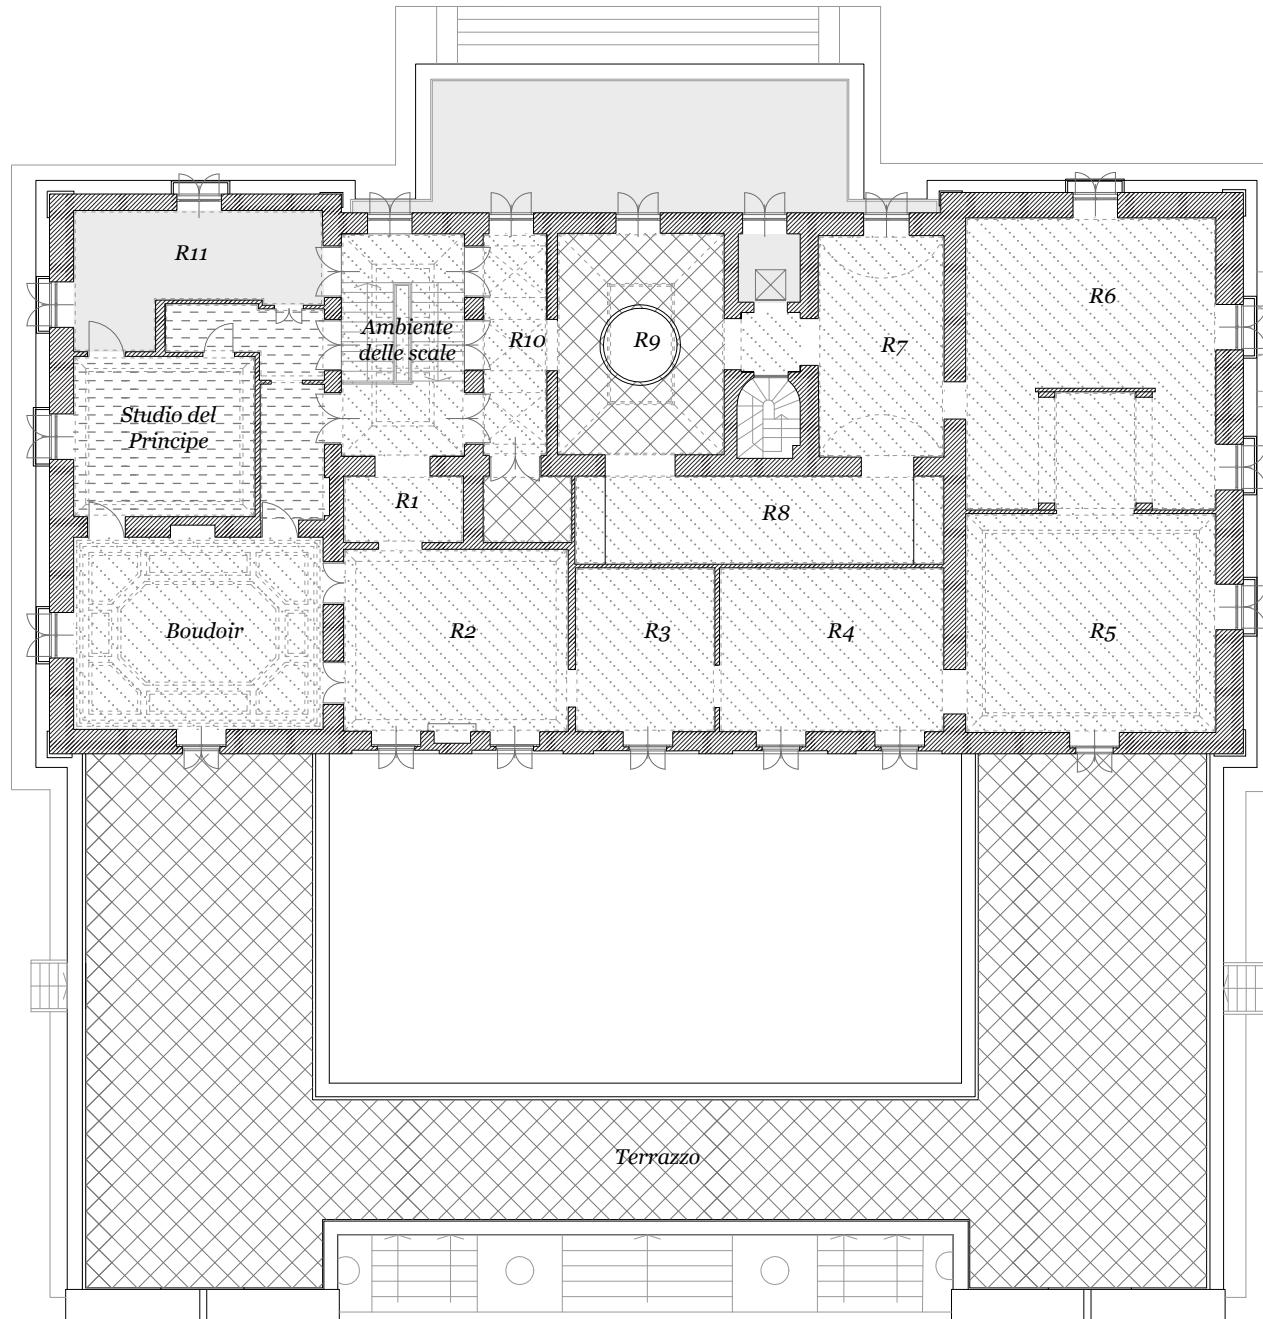 R11
R6
Ambiente
delle scale
R10
R9
R7
Studio del
Principe
R1
R8
Boudoir
R2
R3
R4
R5
Terrazzo